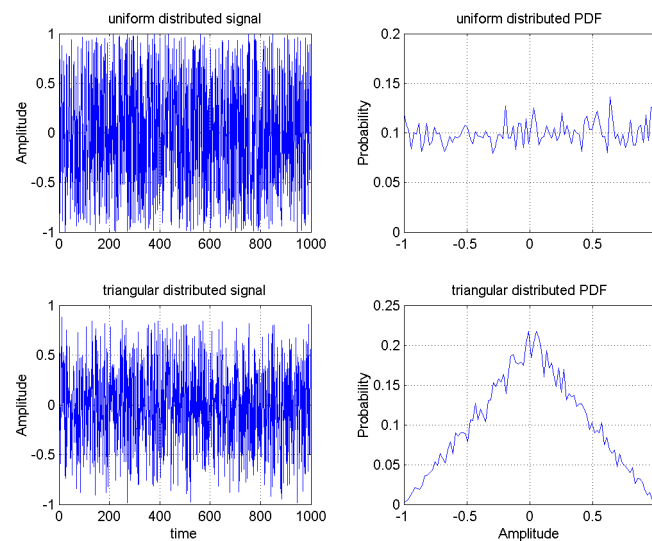 uniform distributed signal
1
0.5
0
-0.5
-1
Amplitude
0 200 400 600 800 1000
uniform distributed PDF
0.2
0.15
0.1
0.05
0
Probability
-1 -0.5 0 0.5
triangular distributed signal
1
0.5
0
-0.5
-1
Amplitude
0 200 400 600 800 1000
time
triangular distributed PDF
0.25
0.2
0.15
0.1
0.05
0
Probability
-1 -0.5 0 0.5
Amplitude